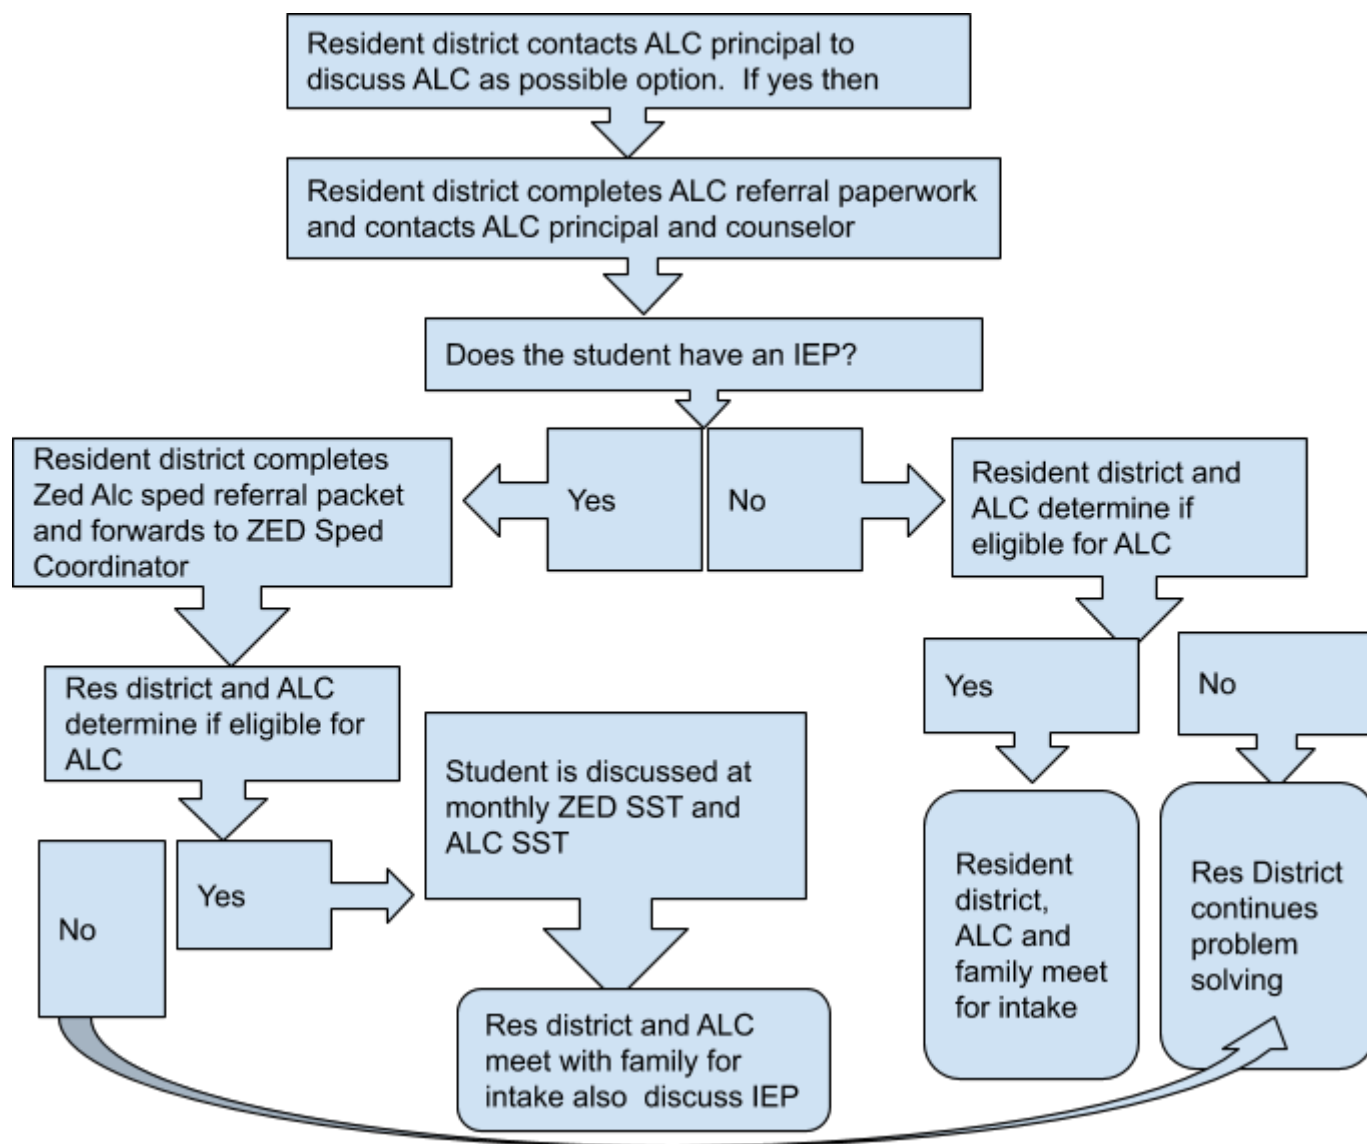 Resident district contacts ALC principal to
discuss ALC as possible option.  If yes then
Resident district completes ALC referral paperwork
and contacts ALC principal and counselor
Does the student have an IEP?
Yes
No
Resident district completes
Zed Alc sped referral packet
and forwards to ZED Sped
Coordinator
Resident district and
ALC determine if
eligible for ALC
Res district and ALC
determine if eligible for
ALC
No
Yes
Student is discussed at
monthly ZED SST and
ALC SST
Res district and ALC
meet with family for
intake also  discuss IEP
Yes
No
Resident
district,
ALC and
family meet
for intake
Res District
continues
problem
solving